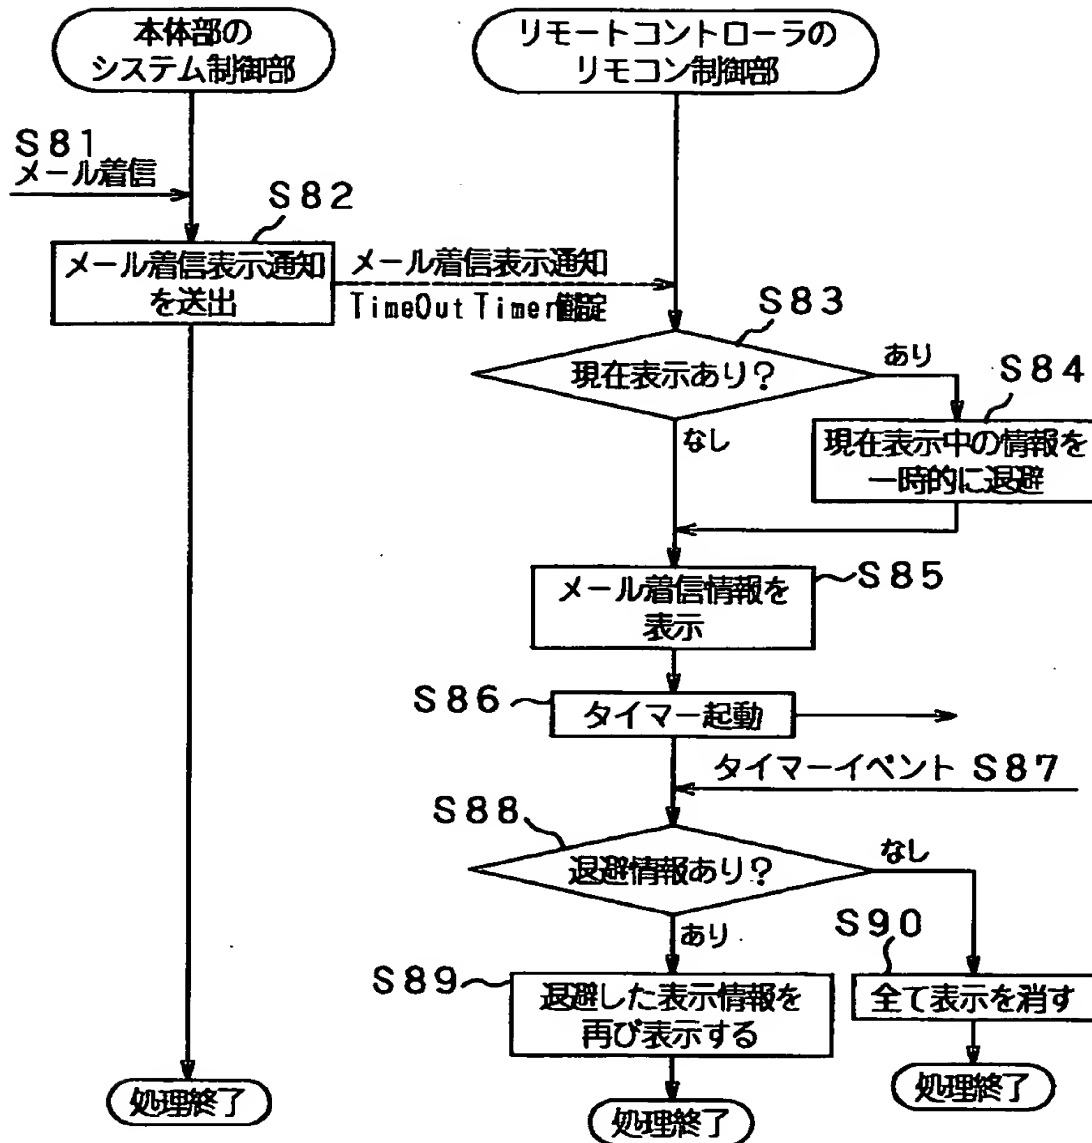 本体部の
システム制御部
リモートコントローラの
リモコン制御部
S81
メール着信
S82
メール着信表示通知
を送出
メール着信表示通知
TimeOut Timer
S83
現在表示あり?
あり
なし
S84
現在表示中の情報を
一時的に退避
S85
メール着信情報を
表示
S86
タイマー起動
タイマーイベント S87
S88
退避情報あり?
なし
あり
S89
退避した表示情報を
再び表示する
S90
全て表示を消す
処理終了
処理終了
処理終了